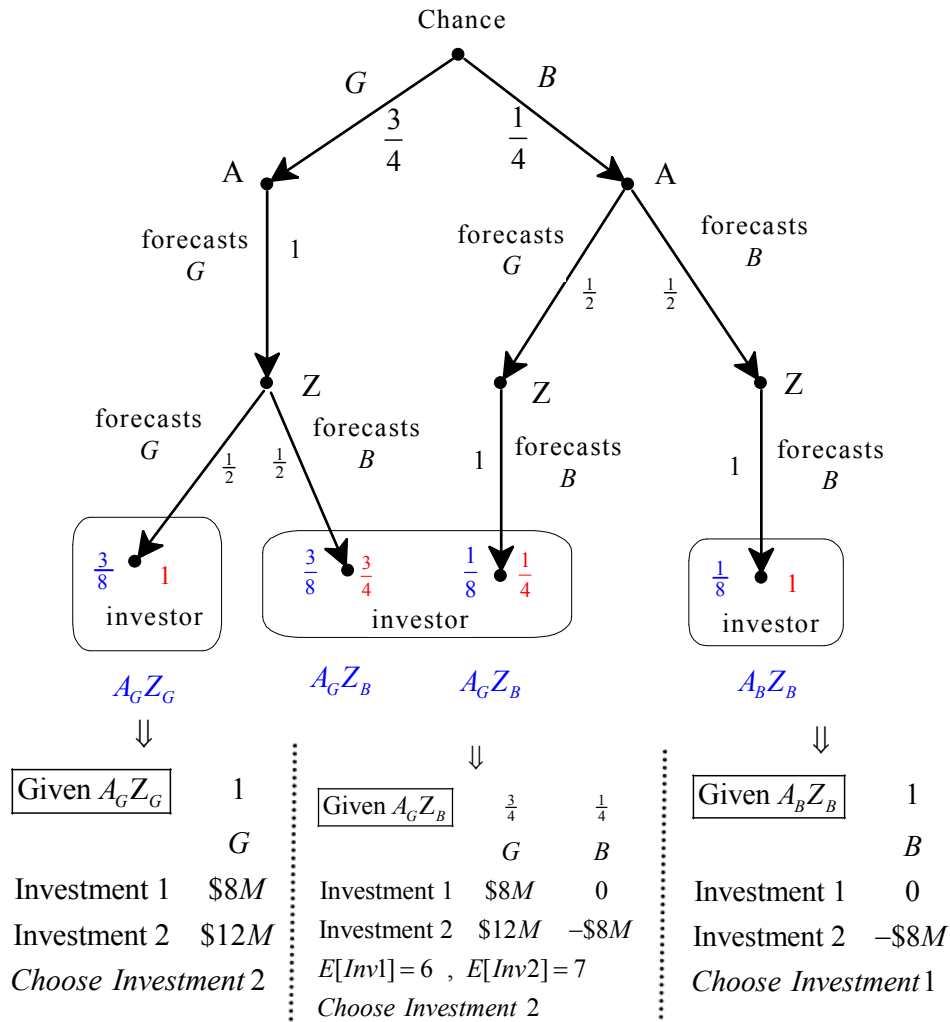 Chance
G B
3/4 1/4
A A
forecasts G 1
forecasts G 1/2
1/2 forecasts B
Z Z Z
forecasts G 1/2
1/2 forecasts B
1 forecasts B
1 forecasts B
3/8 1 3/8 3/4 1/8 1/4 1/8 1
investor investor investor
A_G Z_G A_G Z_B A_G Z_B A_B Z_B
⇓ ⇓ ⇓
Given A_G Z_G 1
G
Investment 1 $8M
Investment 2 $12M
Choose Investment 2
Given A_G Z_B 3/4 1/4
G B
Investment 1 $8M 0
Investment 2 $12M −$8M
E[Inv1] = 6 , E[Inv2] = 7
Choose Investment 2
Given A_B Z_B 1
B
Investment 1 0
Investment 2 −$8M
Choose Investment 1